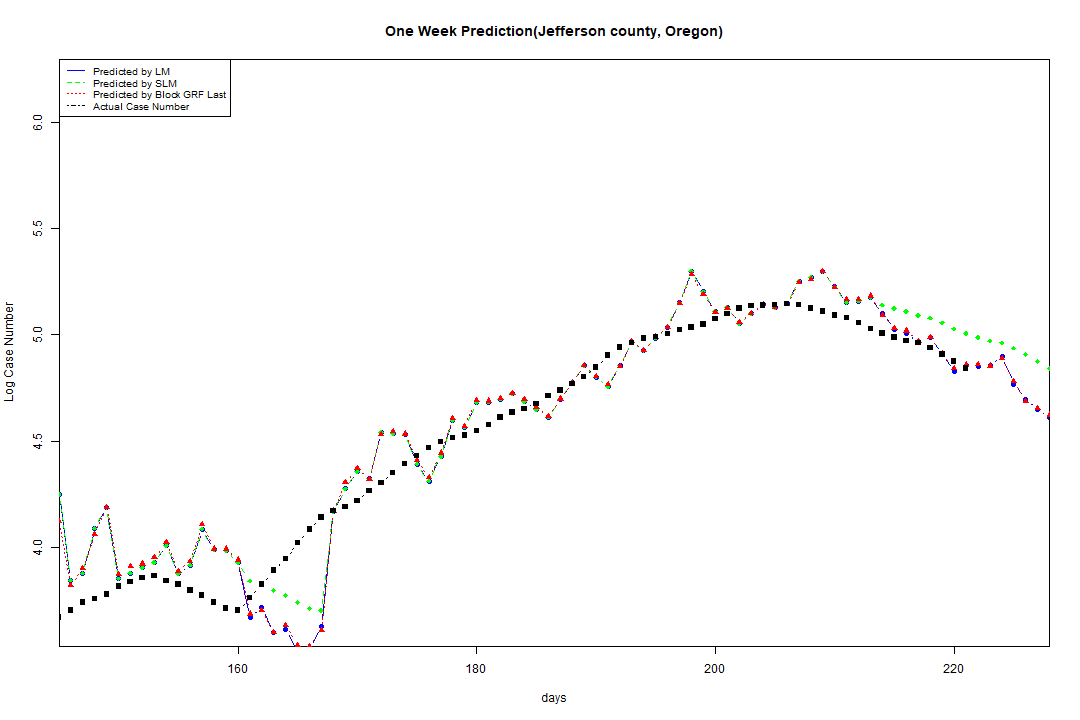 One Week Prediction(Jefferson county, Oregon)
Predicted by LM
Predicted by SLM
Predicted by Block GRF Last
Actual Case Number
6.0
5.5
5.0
4.5
4.0
Log Case Number
160 180 200 220
days